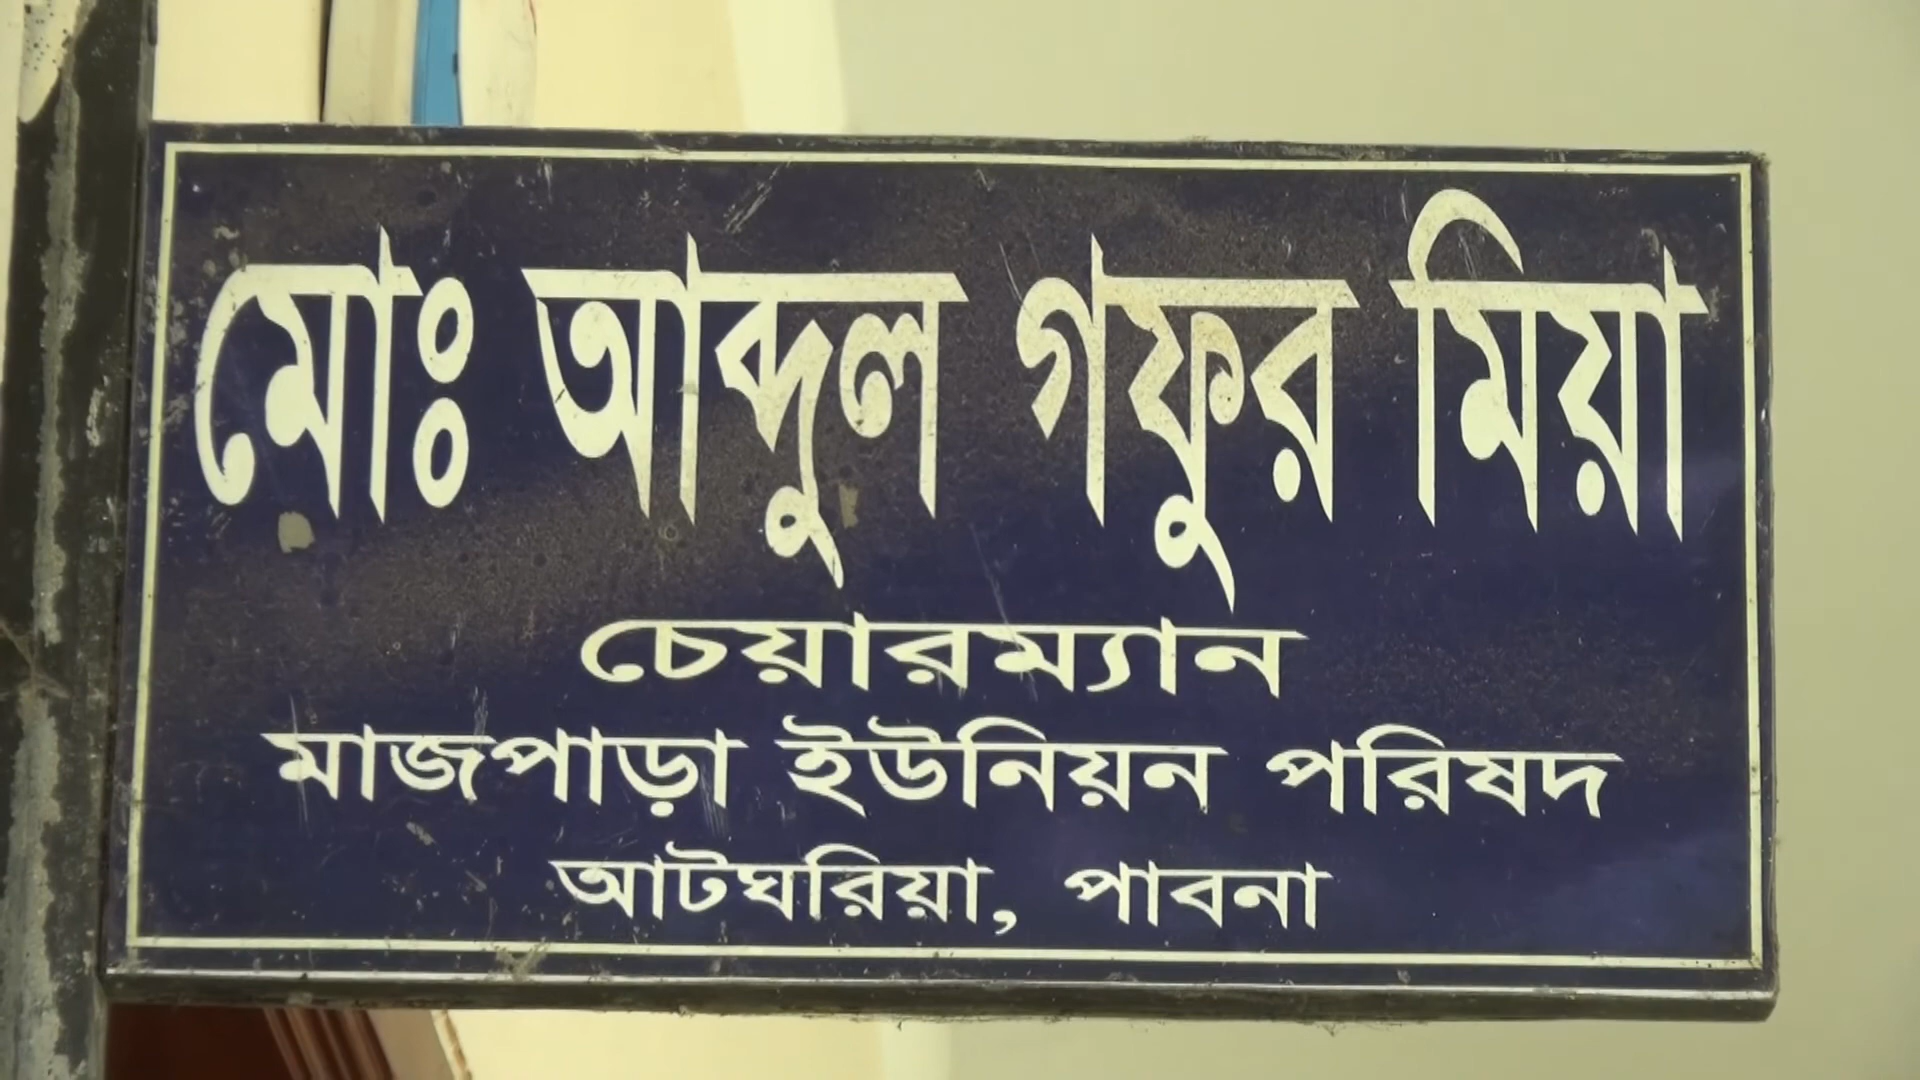 মোঃ আব্দুল গফুর মিয়া
চেয়ারম্যান
মাজপাড়া ইউনিয়ন পরিষদ
আটঘরিয়া, পাবনা